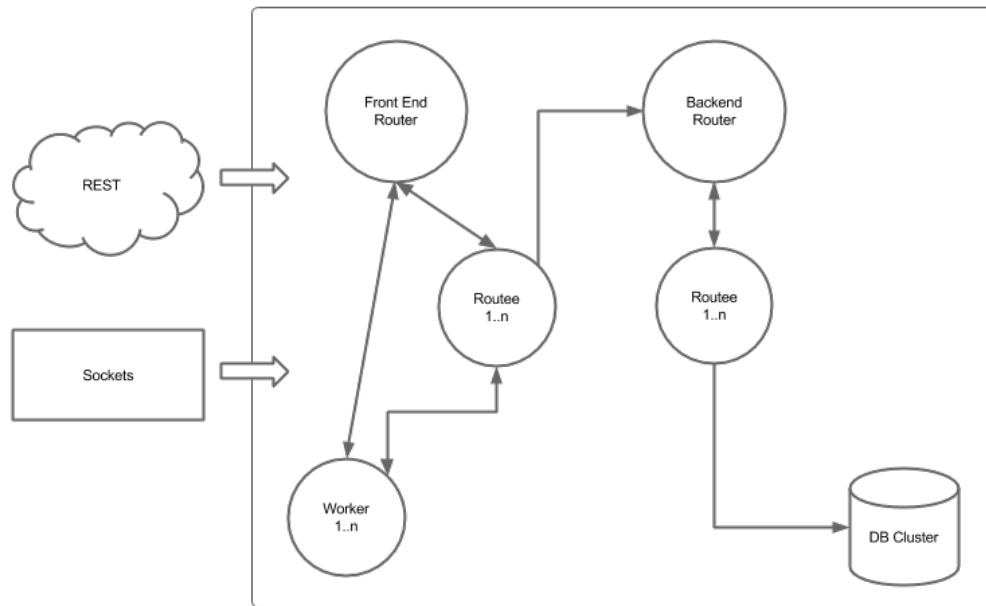 Front End
Router
Backend
Router
REST
Routee
1..n
Routee
1..n
Sockets
Worker
1..n
DB Cluster